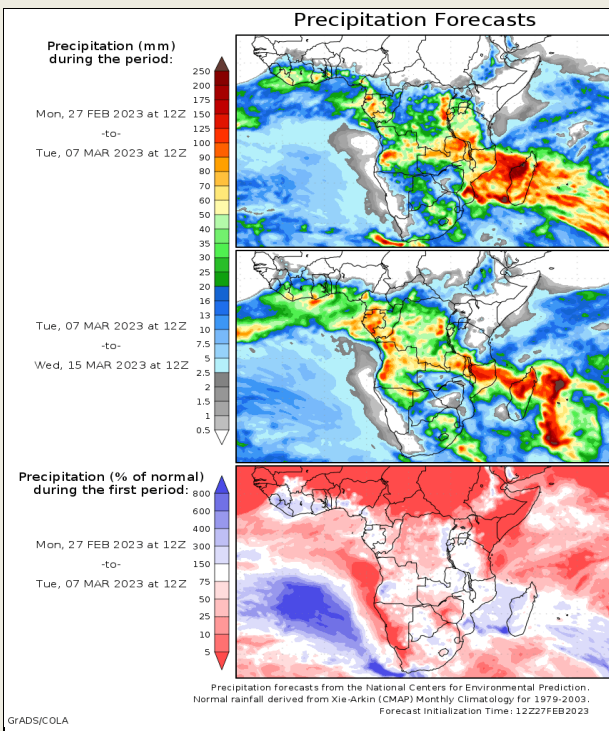 Precipitation Forecasts
Precipitation (mm)
during the period:
Mon, 27 FEB 2023 at 12Z
-to-
Tue, 07 MAR 2023 at 12Z
250
200
175
150
125
100
90
80
70
60
50
40
35
30
25
20
16
13
10
7.5
5
2.5
2
1.5
1
0.5
Tue, 07 MAR 2023 at 12Z
-to-
Wed, 15 MAR 2023 at 12Z
Precipitation (% of normal)
during the first period:
Mon, 27 FEB 2023 at 12Z
-to-
Tue, 07 MAR 2023 at 12Z
800
600
400
300
150
75
50
25
10
5
Precipitation forecasts from the National Centers for Environmental Prediction.
Normal rainfall derived from Xie-Arkin (CMAP) Monthly Climatology for 1979-2003.
Forecast Initialization Time: 12Z27FEB2023
GrADS/COLA